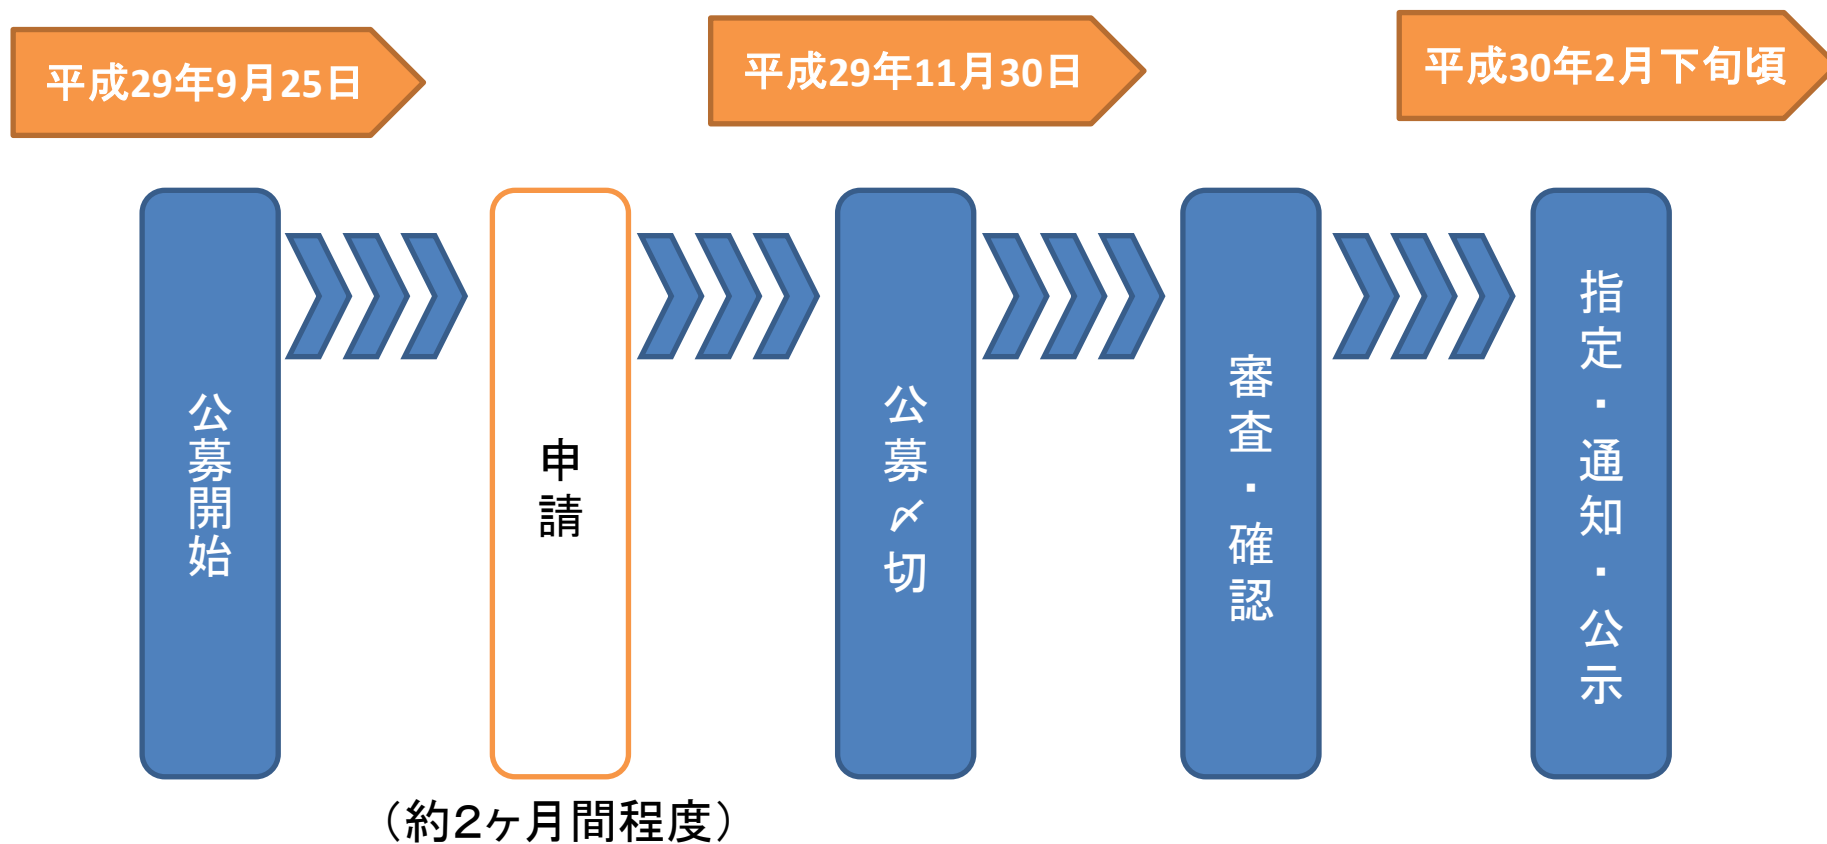 平成29年9月25日
平成29年11月30日
平成30年2月下旬頃
公募開始
申請
公募〆切
審査・確認
指定・通知・公示
（約2ヶ月間程度）